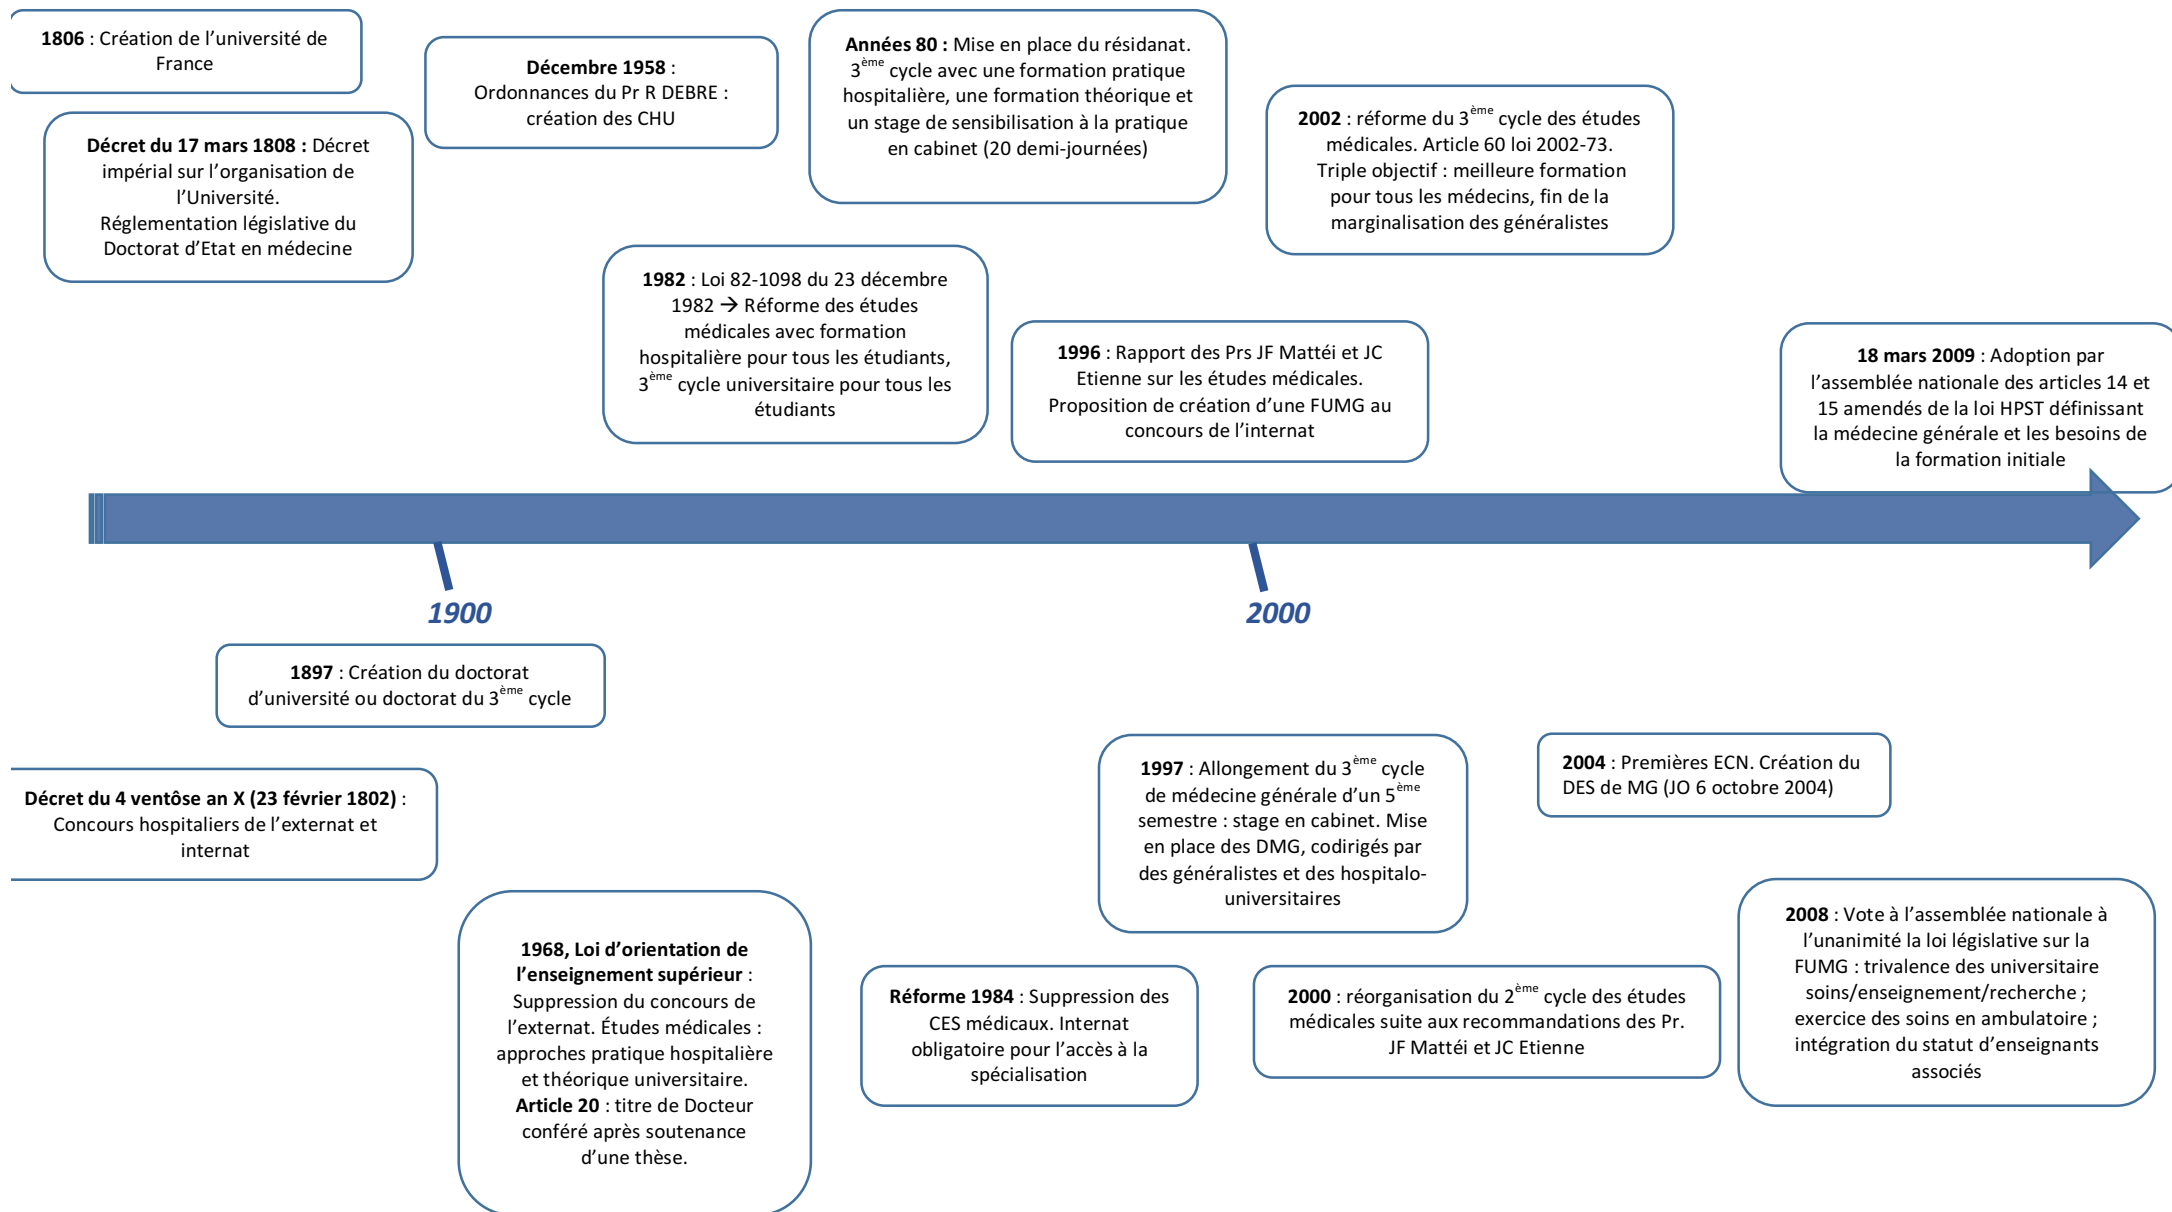 1806 : Création de l’université de
France
Décret du 17 mars 1808 : Décret
impérial sur l’organisation de
l’Université.
Réglementation législative du
Doctorat d’Etat en médecine
Décembre 1958 :
Ordonnances du Pr R DEBRE :
création des CHU
Années 80 : Mise en place du résidanat.
3ème cycle avec une formation pratique
hospitalière, une formation théorique et
un stage de sensibilisation à la pratique
en cabinet (20 demi-journées)
2002 : réforme du 3ème cycle des études
médicales. Article 60 loi 2002-73.
Triple objectif : meilleure formation
pour tous les médecins, fin de la
marginalisation des généralistes
1982 : Loi 82-1098 du 23 décembre
1982 → Réforme des études
médicales avec formation
hospitalière pour tous les étudiants,
3ème cycle universitaire pour tous les
étudiants
1996 : Rapport des Prs JF Mattéi et JC
Etienne sur les études médicales.
Proposition de création d’une FUMG au
concours de l’internat
18 mars 2009 : Adoption par
l’assemblée nationale des articles 14 et
15 amendés de la loi HPST définissant
la médecine générale et les besoins de
la formation initiale
1900
2000
1897 : Création du doctorat
d’université ou doctorat du 3ème cycle
Décret du 4 ventôse an X (23 février 1802) :
Concours hospitaliers de l’externat et
internat
1968, Loi d’orientation de
l’enseignement supérieur :
Suppression du concours de
l’externat. Études médicales :
approches pratique hospitalière
et théorique universitaire.
Article 20 : titre de Docteur
conféré après soutenance
d’une thèse.
Réforme 1984 : Suppression des
CES médicaux. Internat
obligatoire pour l’accès à la
spécialisation
1997 : Allongement du 3ème cycle
de médecine générale d’un 5ème
semestre : stage en cabinet. Mise
en place des DMG, codirigés par
des généralistes et des hospitalo-
universitaires
2000 : réorganisation du 2ème cycle des études
médicales suite aux recommandations des Pr.
JF Mattéi et JC Etienne
2004 : Premières ECN. Création du
DES de MG (JO 6 octobre 2004)
2008 : Vote à l’assemblée nationale à
l’unanimité la loi législative sur la
FUMG : trivalence des universitaire
soins/enseignement/recherche ;
exercice des soins en ambulatoire ;
intégration du statut d’enseignants
associés